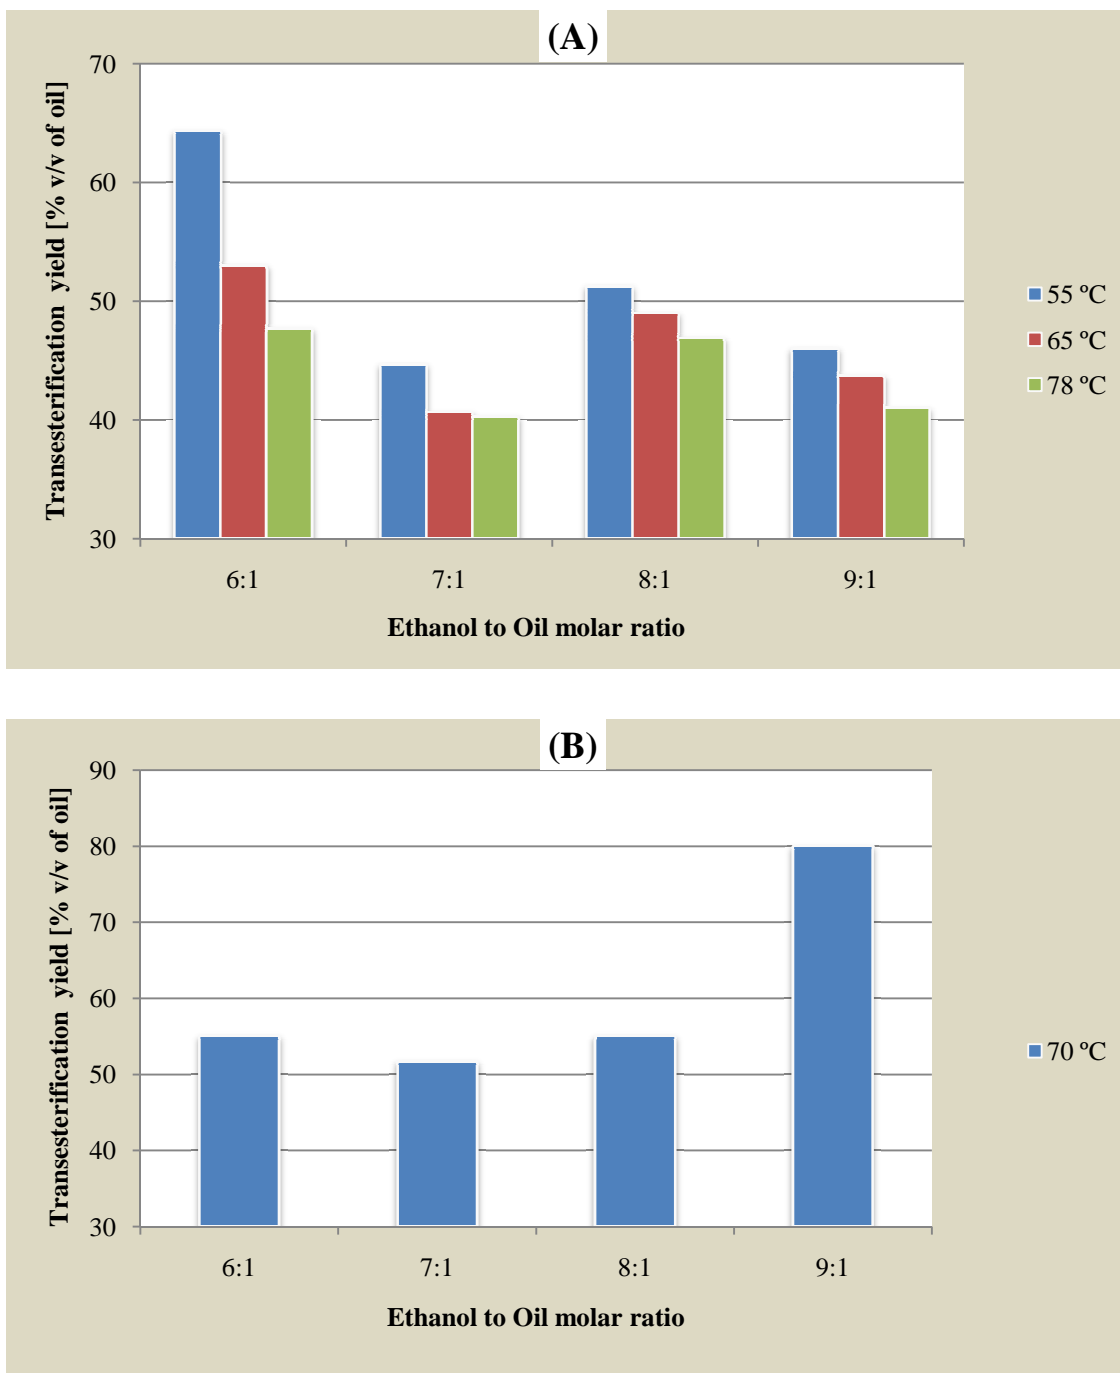 (A)
Transesterification yield [% v/v of oil]
70
60
50
40
30
6:1 7:1 8:1 9:1
Ethanol to Oil molar ratio
55 ºC
65 ºC
78 ºC
(B)
Transesterification yield [% v/v of oil]
90
80
70
60
50
40
30
6:1 7:1 8:1 9:1
Ethanol to Oil molar ratio
70 ºC